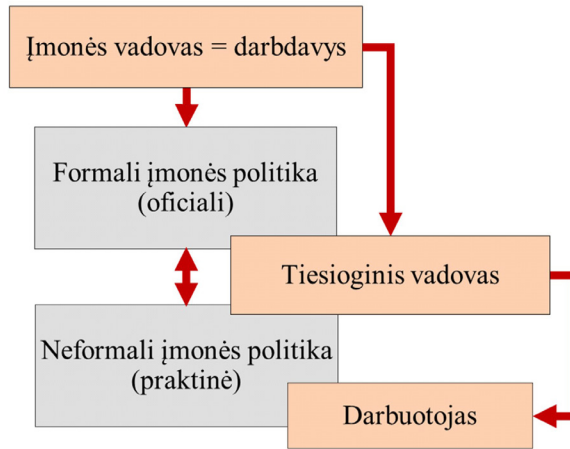 Įmonės vadovas = darbdavys
Formali įmonės politika
(oficiali)
Tiesioginis vadovas
Neformali įmonės politika
(praktinė)
Darbuotojas